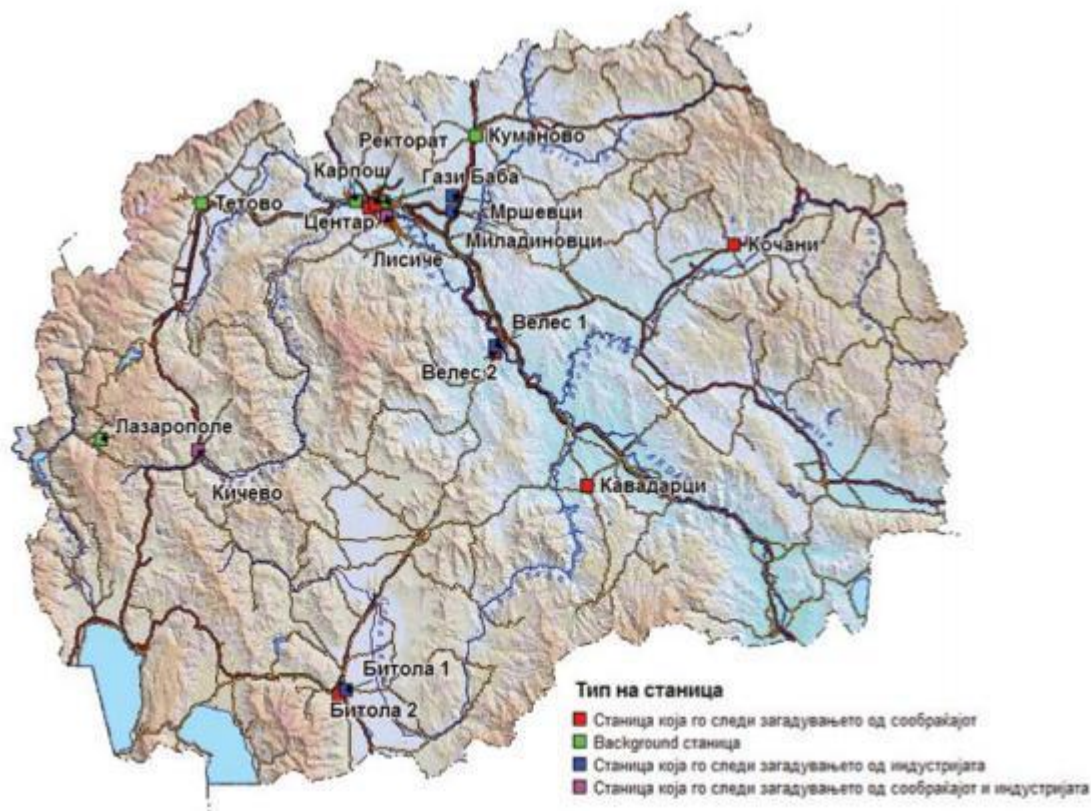 Ректорат
Куманово
Карпош
Гази Баба
Тетово
Центар
Мршевци
Миладиновци
Кочани
Лисиче
Велес 1
Велес 2
Лазарополе
Кичево
Кавадарци
Битола 1
Битола 2
Тип на станица
Станица која го следи загадувањето од сообраќајот
Background станица
Станица која го следи загадувањето од индустријата
Станица која го следи загадувањето од сообраќајот и индустријата